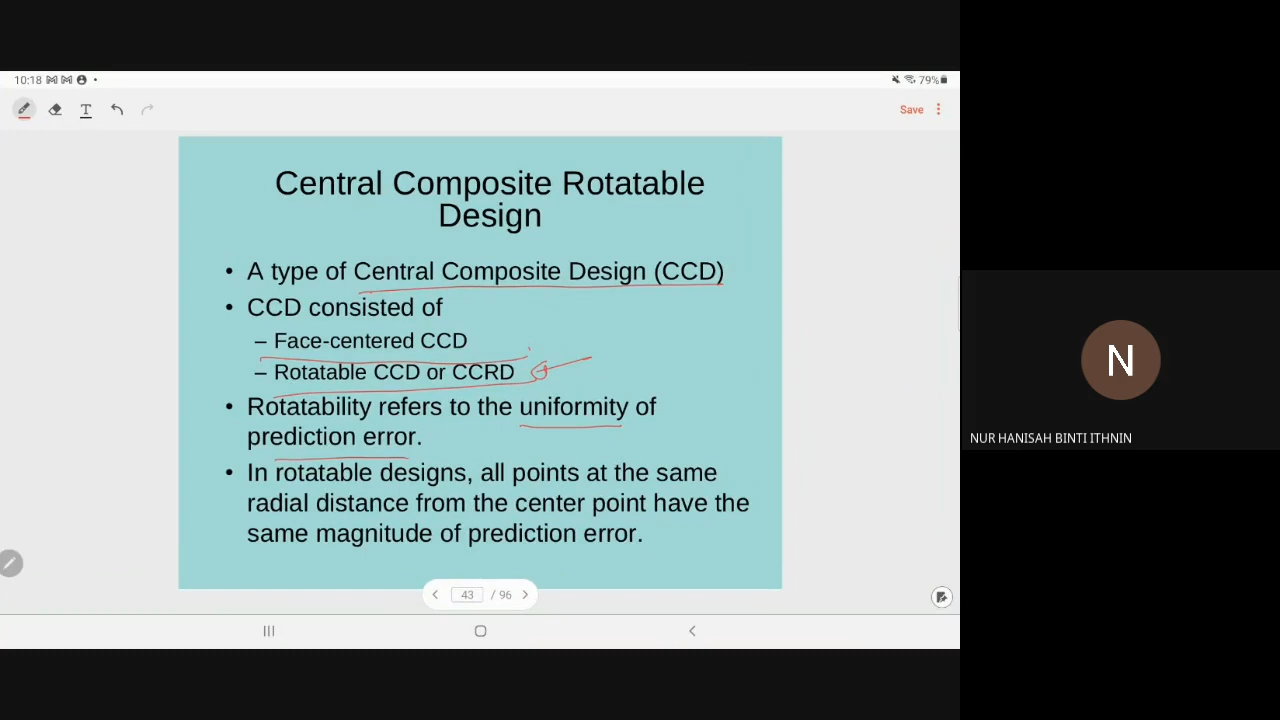 10:18
79%
Save
Central Composite Rotatable
Design
• A type of Central Composite Design (CCD)
• CCD consisted of
– Face-centered CCD
– Rotatable CCD or CCRD
• Rotatability refers to the uniformity of
prediction error.
• In rotatable designs, all points at the same
radial distance from the center point have the
same magnitude of prediction error.
43 / 96
N
NUR HANISAH BINTI ITHNIN